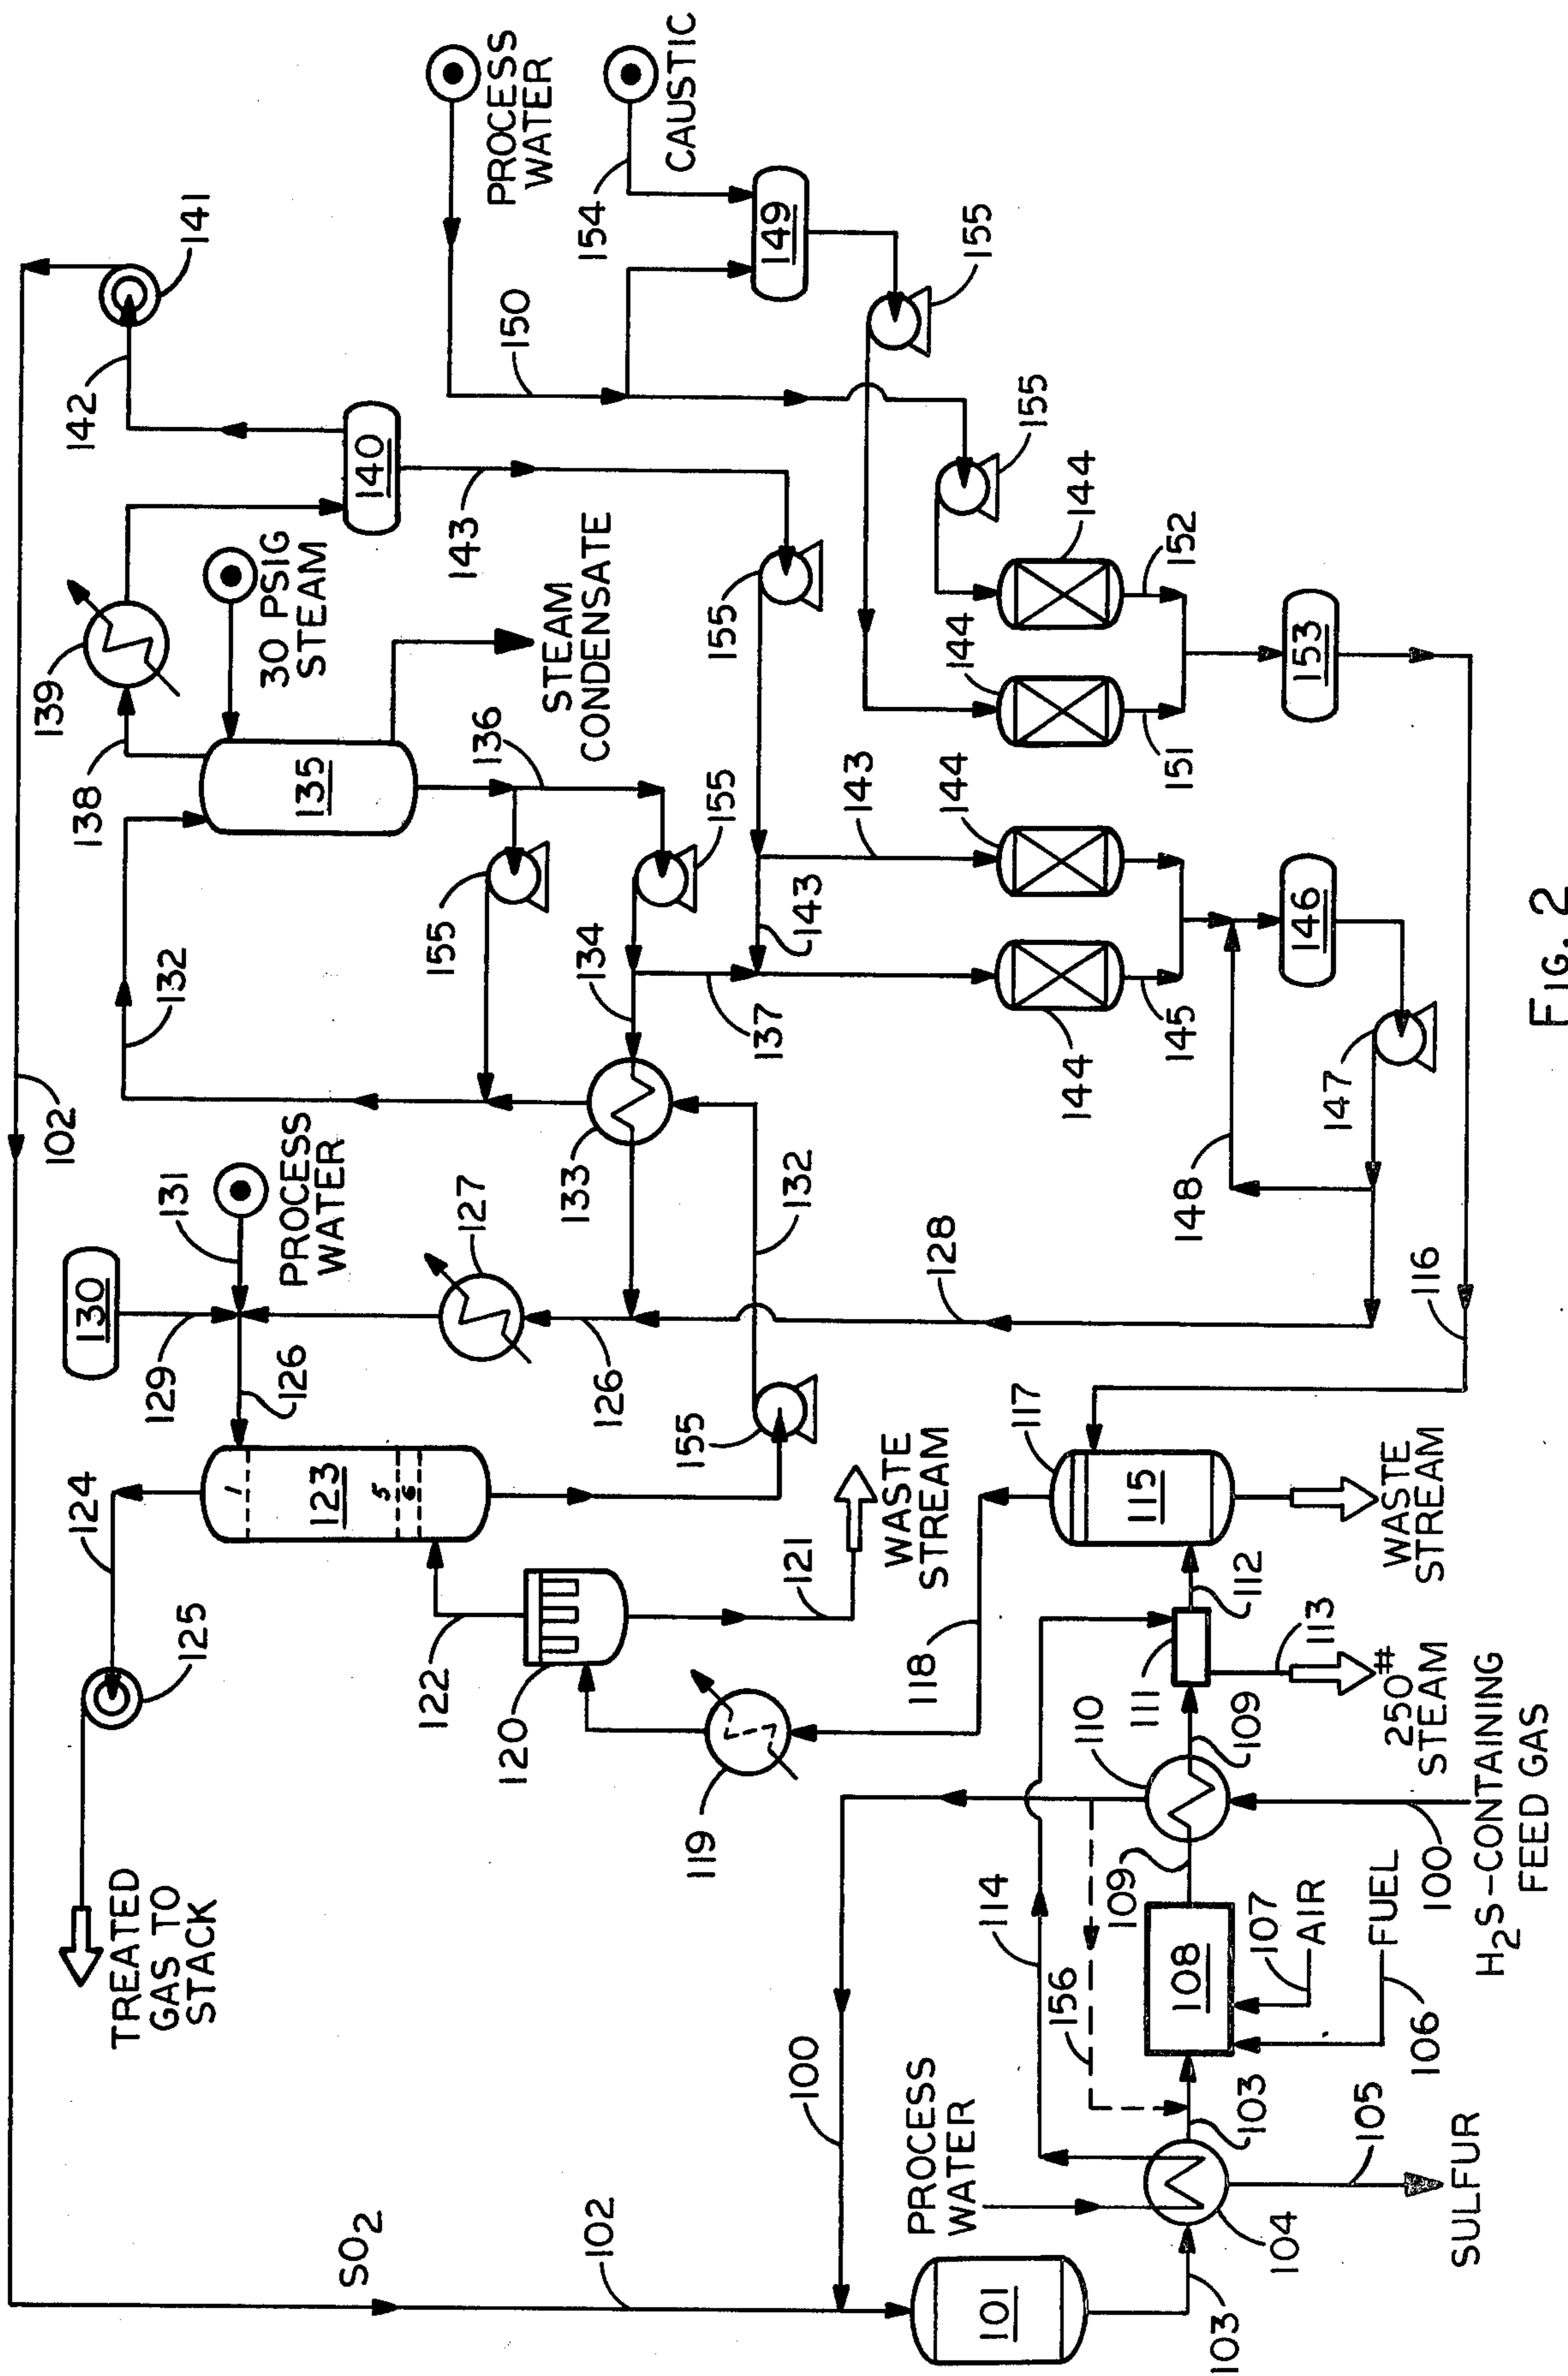 102
139
124
130
142
138
TREATED
GAS TO
STACK
125
129
131
132
141
126
PROCESS
WATER
127
30 PSIG
STEAM
1
123
5
6
135
140
SO2
122
143
155
136
134
PROCESS
WATER
150
120
133
126
STEAM
CONDENSATE
154
102
149
CAUSTIC
119
121
155
132
137
155
143
155
100
WASTE
STREAM
128
143
144
144
155
155
118
PROCESS
WATER
114
156
117
144
145
151
144
152
101
109
110
111
115
148
147
146
153
108
103
104
103
109
112
107
AIR
113
116
105
106
FUEL
100
250#
STEAM
WASTE
STREAM
SULFUR
H2S-CONTAINING
FEED GAS
FIG. 2